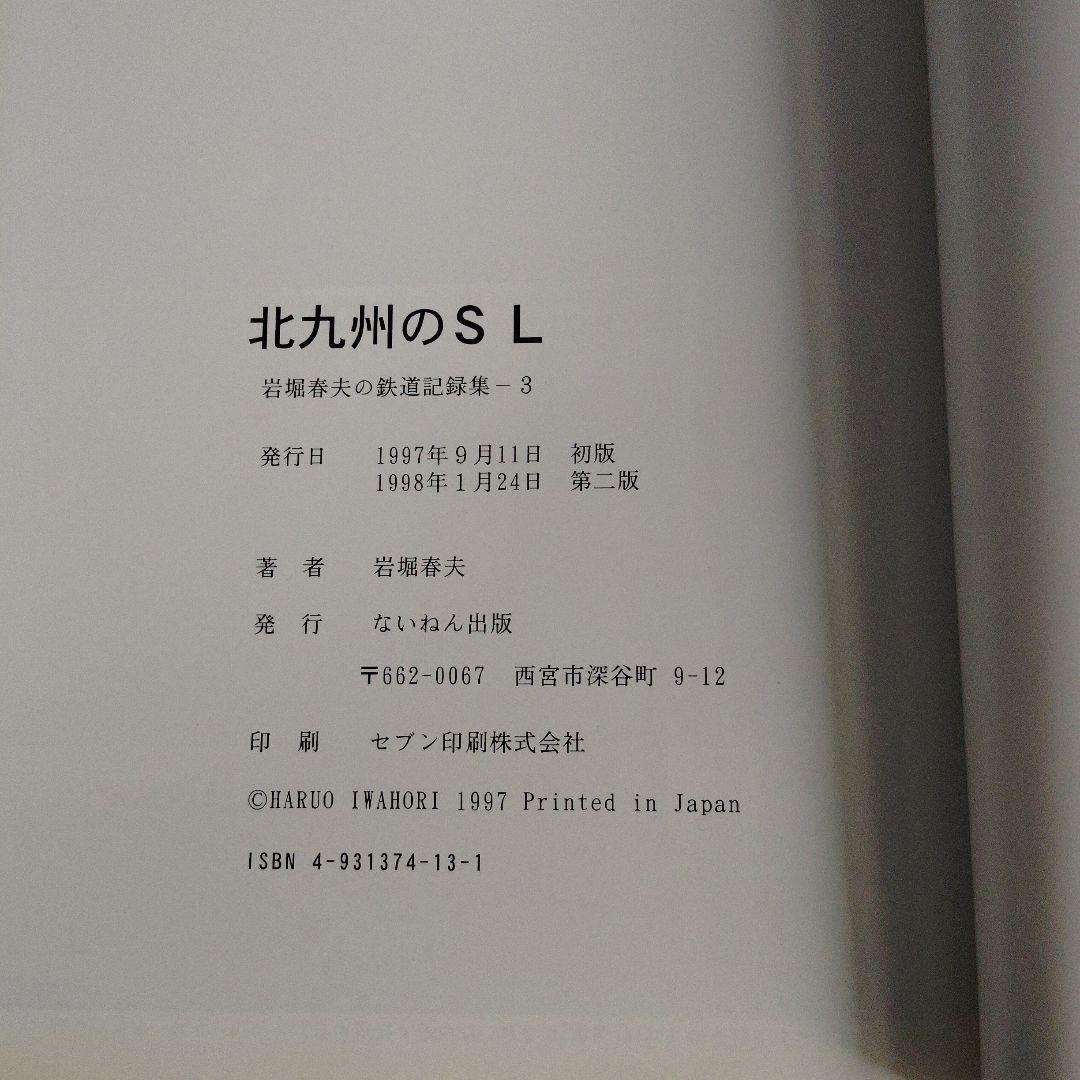 北九州のＳＬ
岩堀春夫の鉄道記録集－３
発行日　1997年９月11日　初版
1998年１月24日　第二版
著　者　岩堀春夫
発　行　ないねん出版
〒662-0067　西宮市深谷町 9-12
印　刷　セブン印刷株式会社
©HARUO IWAHORI 1997 Printed in Japan
ISBN 4-931374-13-1